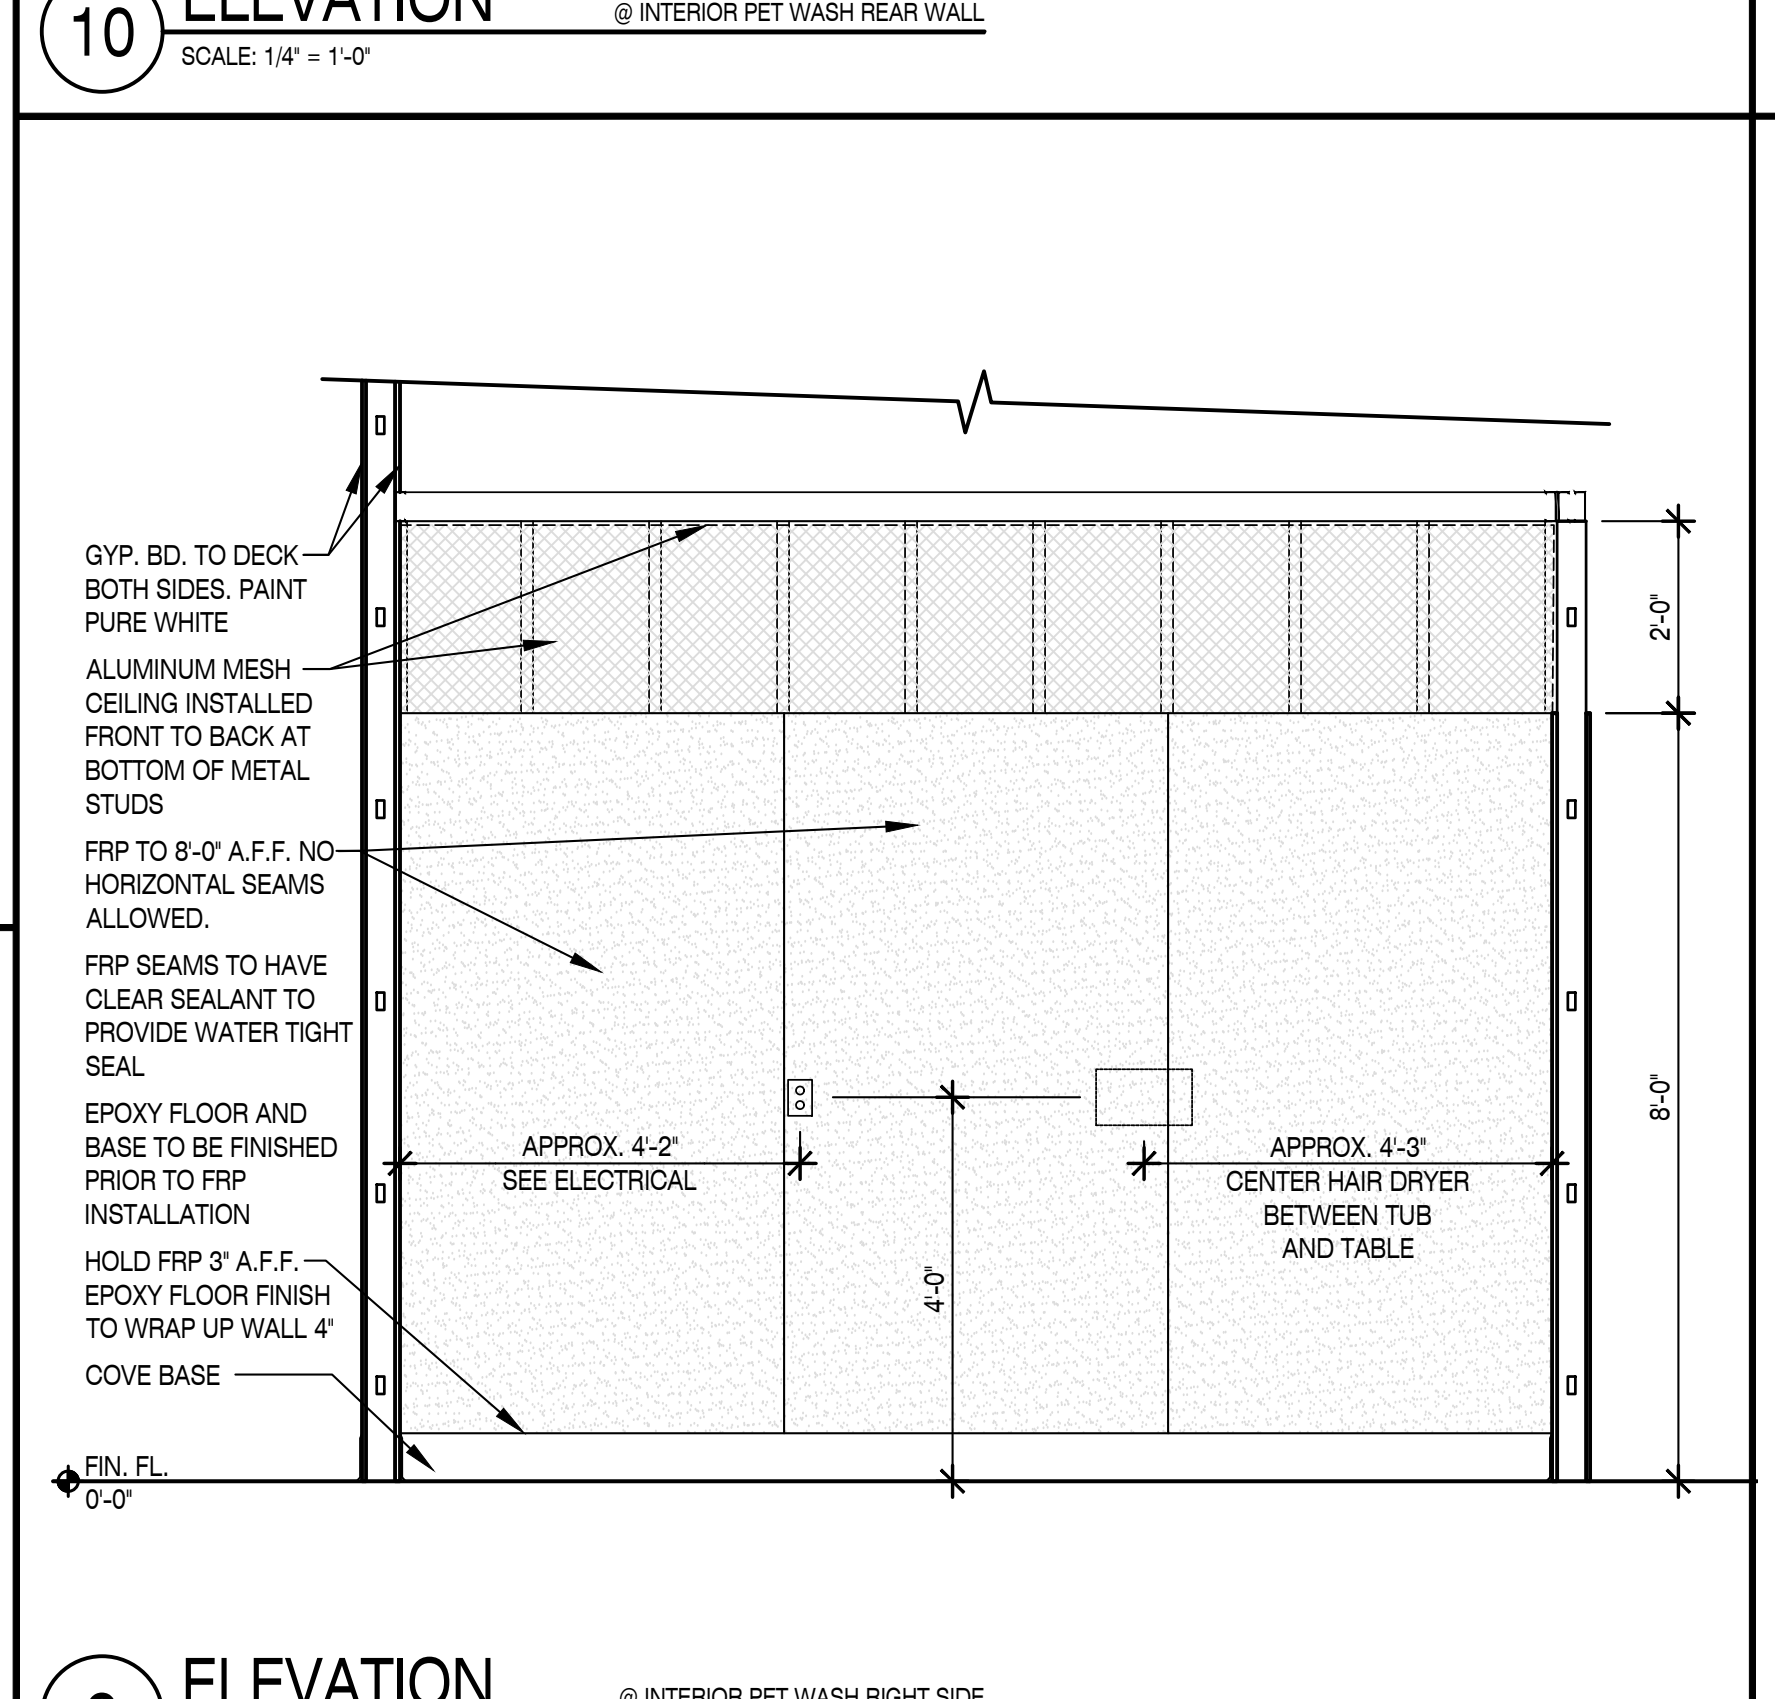 10
ELEVATION
@ INTERIOR PET WASH REAR WALL
SCALE: 1/4" = 1'-0"
GYP. BD. TO DECK
BOTH SIDES. PAINT
PURE WHITE
ALUMINUM MESH
CEILING INSTALLED
FRONT TO BACK AT
BOTTOM OF METAL
STUDS
FRP TO 8'-0" A.F.F. NO
HORIZONTAL SEAMS
ALLOWED.
FRP SEAMS TO HAVE
CLEAR SEALANT TO
PROVIDE WATER TIGHT
SEAL
EPOXY FLOOR AND
BASE TO BE FINISHED
PRIOR TO FRP
INSTALLATION
HOLD FRP 3" A.F.F.
EPOXY FLOOR FINISH
TO WRAP UP WALL 4"
COVE BASE
FIN. FL.
0'-0"
APPROX. 4'-2"
SEE ELECTRICAL
4'-0"
APPROX. 4'-3"
CENTER HAIR DRYER
BETWEEN TUB
AND TABLE
2'-0"
8'-0"
ELEVATION
@ INTERIOR PET WASH RIGHT SIDE